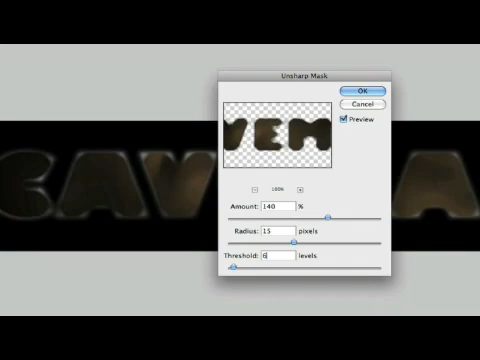 Unsharp Mask
OK
Cancel
Preview
VEM
100%
Amount: 140 %
Radius: 15 pixels
Threshold: 6 levels
CAV A